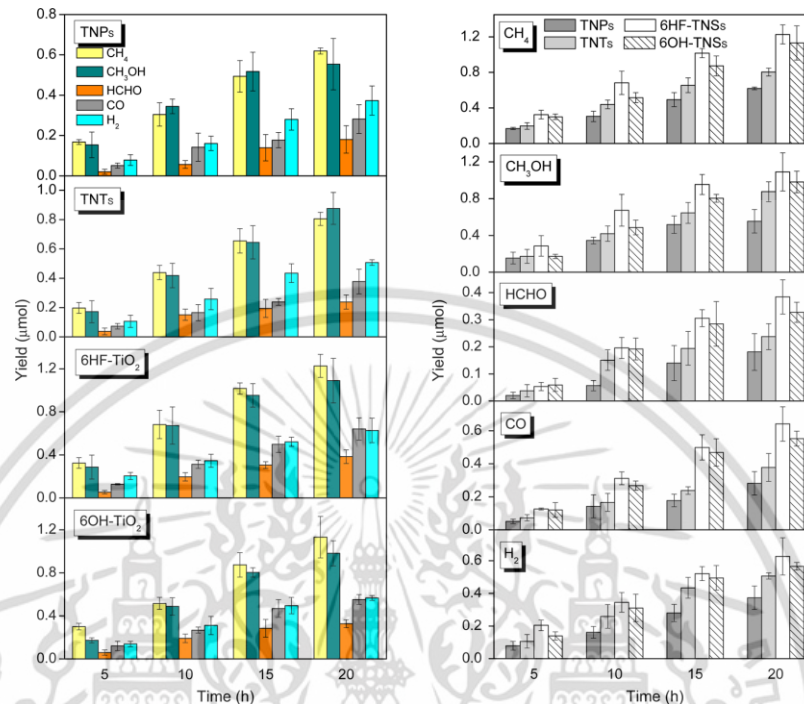 TNPs
CH4
CH3OH
HCHO
CO
H2
0.8
0.6
0.4
0.2
0.0
TNTs
1.0
0.8
0.6
0.4
0.2
0.0
6HF-TiO2
1.2
0.8
0.4
0.0
6OH-TiO2
1.2
0.8
0.4
0.0
5 10 15 20
Time (h)
Yield (μmol)
CH4
TNPs 6HF-TNSs
TNTs 6OH-TNSs
1.2
0.8
0.4
0.0
CH3OH
1.2
0.8
0.4
0.0
HCHO
0.4
0.3
0.2
0.1
0.0
CO
0.6
0.4
0.2
0.0
H2
0.6
0.4
0.2
0.0
5 10 15 20
Time (h)
Yield (μmol)